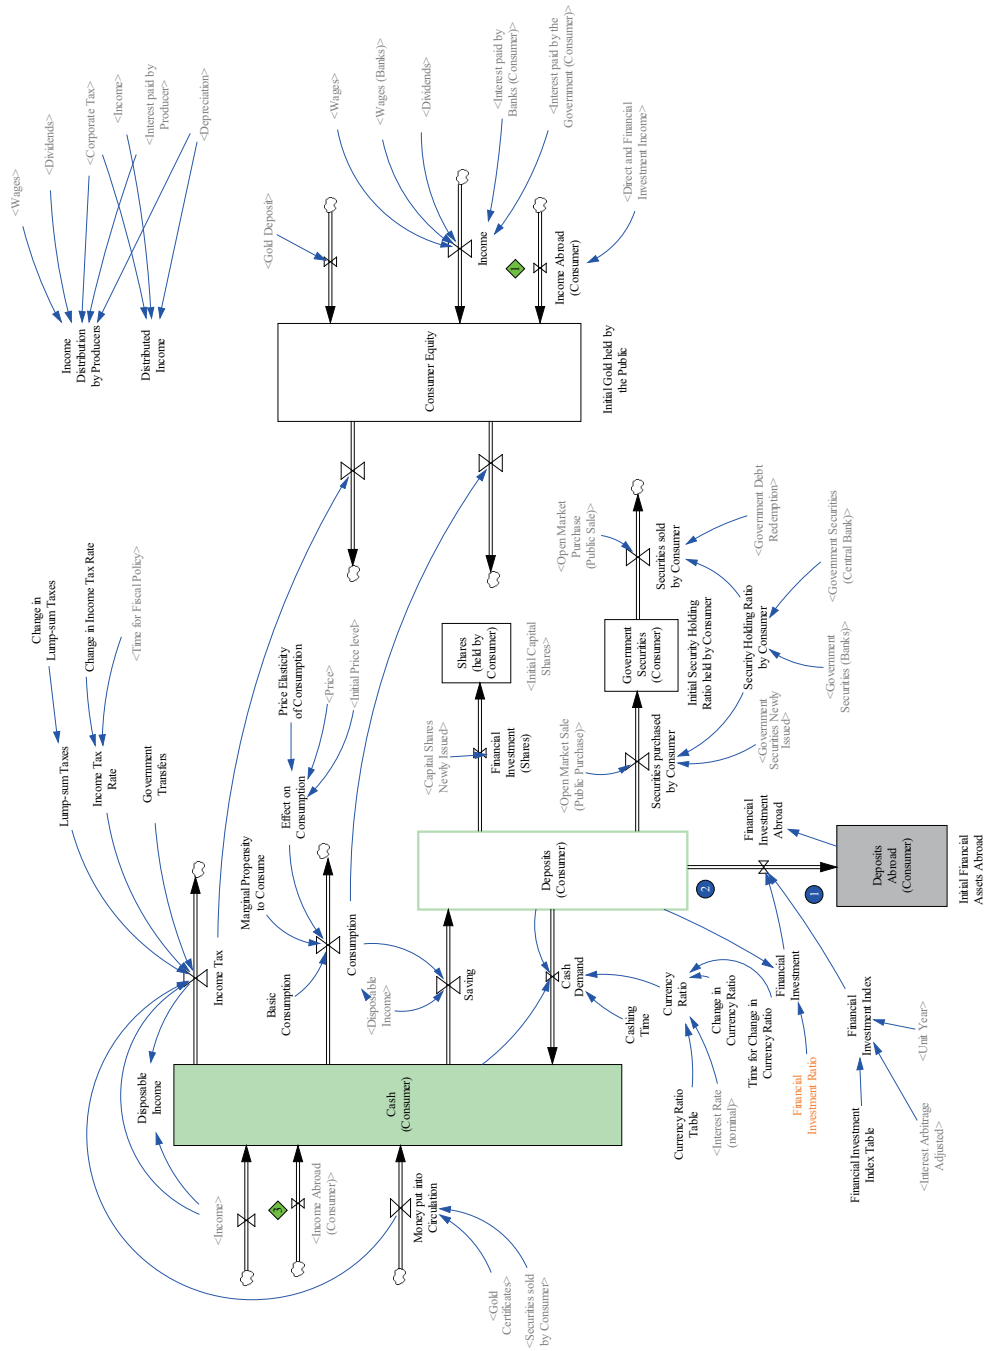 <Wages>
<Dividends>
<Corporate Tax>
<Income>
<Interest paid by
Producer>
<Depreciation>
Income
Distribution
by Producers
Distributed
Income
<Wages>
<Wages (Banks)>
<Dividends>
<Interest paid by
Banks (Consumer)>
<Interest paid by the
Government (Consumer)>
<Direct and Financial
Investment Income>
<Gold Deposit>
Income
1
Income Abroad
(Consumer)
Consumer Equity
Initial Gold held by
the Public
Change in
Lump-sum Taxes
Change in Income Tax Rate
<Time for Fiscal Policy>
Lump-sum Taxes
Income Tax
Rate
Government
Transfers
Income Tax
Price Elasticity
of Consumption
<Price>
<Initial Price level>
Effect on
Consumption
Marginal Propensity
to Consume
Basic
Consumption
Consumption
<Disposable
Income>
Saving
Disposable
Income
<Income>
3
<Income Abroad
(Consumer)>
Cash
(Consumer)
Money put into
Circulation
<Gold
Certificates>
<Securities sold
by Consumer>
Deposits
(Consumer)
Cash
Demand
Cashing
Time
Currency
Ratio
Change in
Currency Ratio
Time for Change in
Currency Ratio
Currency Ratio
Table
<Interest Rate
(nominal)>
Shares
(held by
Consumer)
<Initial Capital
Shares>
<Capital Shares
Newly Issued>
Financial
Investment
(Shares)
<Open Market
Purchase
(Public Sale)>
Securities sold
by Consumer
<Government Debt
Redemption>
Government
Securities
(Consumer)
Initial Security Holding
Ratio held by Consumer
Security Holding Ratio
by Consumer
<Government Securities
(Central Bank)>
<Government
Securities (Banks)>
<Open Market Sale
(Public Purchase)>
Securities purchased
by Consumer
<Government
Securities Newly
Issued>
2
1
Financial
Investment
Abroad
Deposits
Abroad
(Consumer)
Initial Financial
Assets Abroad
Financial
Investment
Financial
Investment Ratio
Financial
Investment Index
<Unit Year>
Financial Investment
Index Table
<Interest Arbitrage
Adjusted>